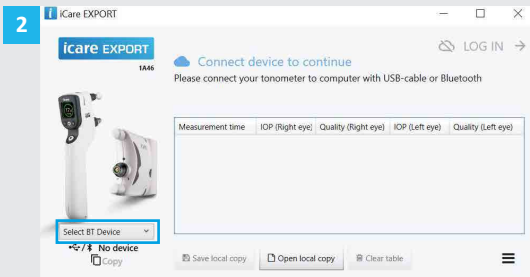 2
iCare EXPORT
icare EXPORT
1A46
LOG IN
Connect device to continue
Please connect your tonometer to computer with USB-cable or Bluetooth
Measurement time IOP (Right eye) Quality (Right eye) IOP (Left eye) Quality (Left eye)
Select BT Device
/ No device
Copy
Save local copy Open local copy Clear table